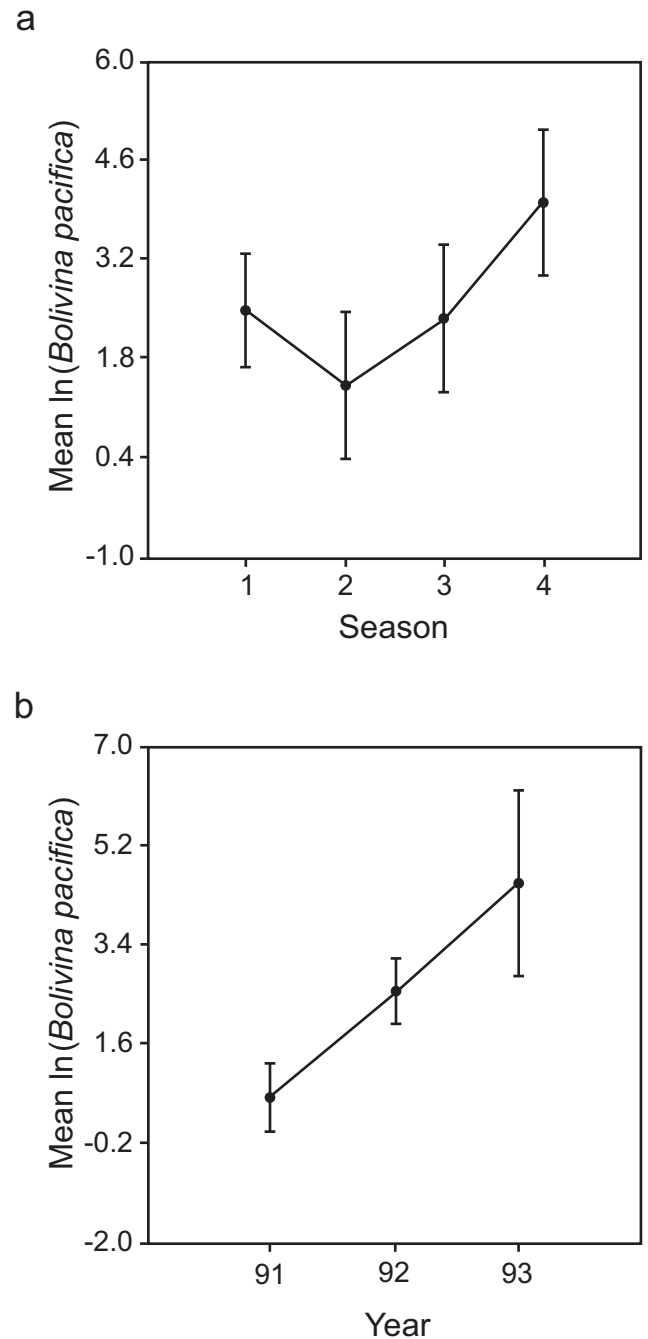 a
Mean ln(Bolivina pacifica)
6.0
4.6
3.2
1.8
0.4
-1.0
1 2 3 4
Season
b
Mean ln(Bolivina pacifica)
7.0
5.2
3.4
1.6
-0.2
-2.0
91 92 93
Year